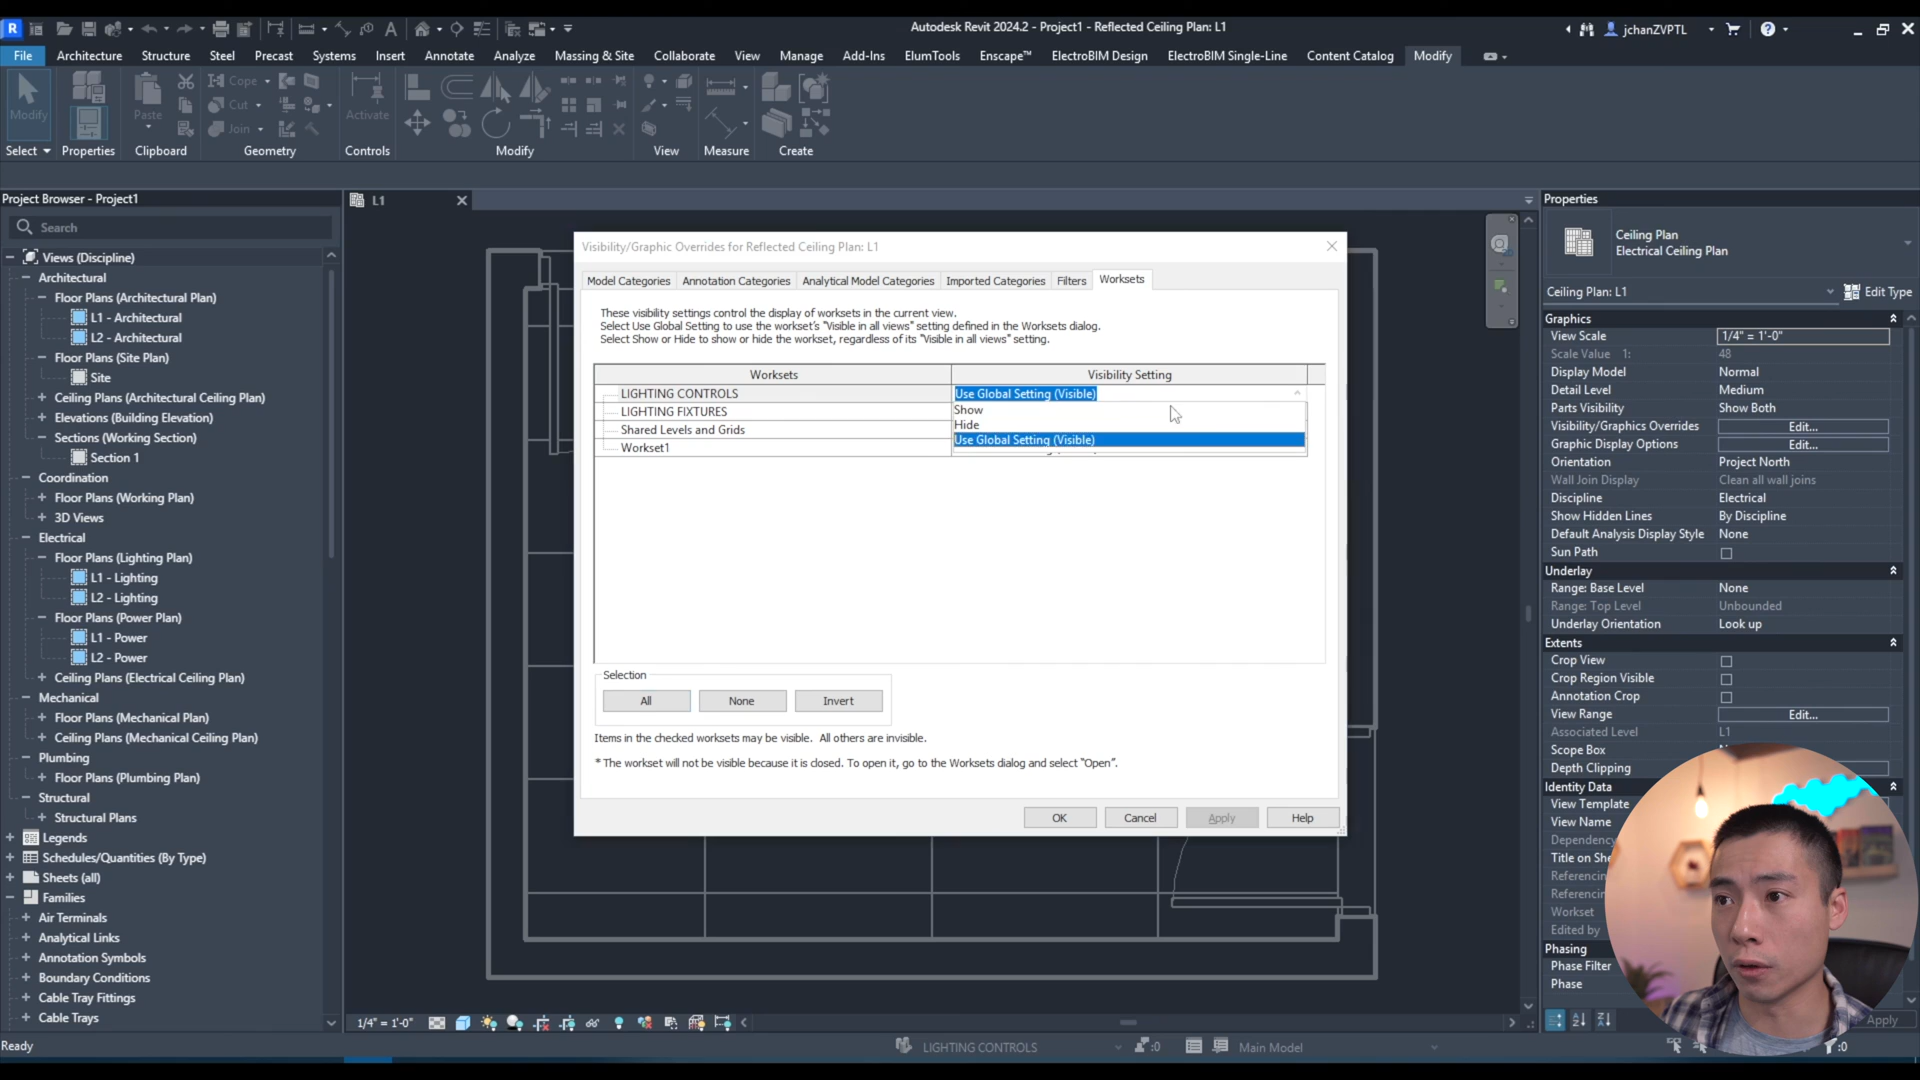 Autodesk Revit 2024.2 - Project1 - Reflected Ceiling Plan: L1
jchanZVPTL
File Architecture Structure Steel Precast Systems Insert Annotate Analyze Massing & Site Collaborate View Manage Add-Ins ElumTools Enscape™ ElectroBIM Design ElectroBIM Single-Line Content Catalog Modify
Modify Paste Cope Cut Join Activate
Select Properties Clipboard Geometry Controls Modify View Measure Create
Project Browser - Project1
Search
Views (Discipline)
Architectural
Floor Plans (Architectural Plan)
L1 - Architectural
L2 - Architectural
Floor Plans (Site Plan)
Site
Ceiling Plans (Architectural Ceiling Plan)
Elevations (Building Elevation)
Sections (Working Section)
Section 1
Coordination
Floor Plans (Working Plan)
3D Views
Electrical
Floor Plans (Lighting Plan)
L1 - Lighting
L2 - Lighting
Floor Plans (Power Plan)
L1 - Power
L2 - Power
Ceiling Plans (Electrical Ceiling Plan)
Mechanical
Floor Plans (Mechanical Plan)
Ceiling Plans (Mechanical Ceiling Plan)
Plumbing
Floor Plans (Plumbing Plan)
Structural
Structural Plans
Legends
Schedules/Quantities (By Type)
Sheets (all)
Families
Air Terminals
Analytical Links
Annotation Symbols
Boundary Conditions
Cable Tray Fittings
Cable Trays
L1
Visibility/Graphic Overrides for Reflected Ceiling Plan: L1
Model Categories Annotation Categories Analytical Model Categories Imported Categories Filters Worksets
These visibility settings control the display of worksets in the current view.
Select Use Global Setting to use the workset's "Visible in all views" setting defined in the Worksets dialog.
Select Show or Hide to show or hide the workset, regardless of its "Visible in all views" setting.
Worksets Visibility Setting
LIGHTING CONTROLS Use Global Setting (Visible)
LIGHTING FIXTURES
Shared Levels and Grids
Workset1
Show
Hide
Use Global Setting (Visible)
Selection
All None Invert
Items in the checked worksets may be visible. All others are invisible.
* The workset will not be visible because it is closed. To open it, go to the Worksets dialog and select "Open".
OK Cancel Apply Help
Properties
Ceiling Plan
Electrical Ceiling Plan
Ceiling Plan: L1 Edit Type
Graphics
View Scale 1/4" = 1'-0"
Scale Value 1: 48
Display Model Normal
Detail Level Medium
Parts Visibility Show Both
Visibility/Graphics Overrides Edit...
Graphic Display Options Edit...
Orientation Project North
Wall Join Display Clean all wall joins
Discipline Electrical
Show Hidden Lines By Discipline
Default Analysis Display Style None
Sun Path
Underlay
Range: Base Level None
Range: Top Level Unbounded
Underlay Orientation Look up
Extents
Crop View
Crop Region Visible
Annotation Crop
View Range Edit...
Associated Level L1
Scope Box
Depth Clipping
Identity Data
View Template
View Name
Dependency
Title on She
Referencing
Referencin
Workset
Edited by
Phasing
Phase Filter
Phase
Apply
1/4" = 1'-0"
Ready
LIGHTING CONTROLS :0 Main Model :0